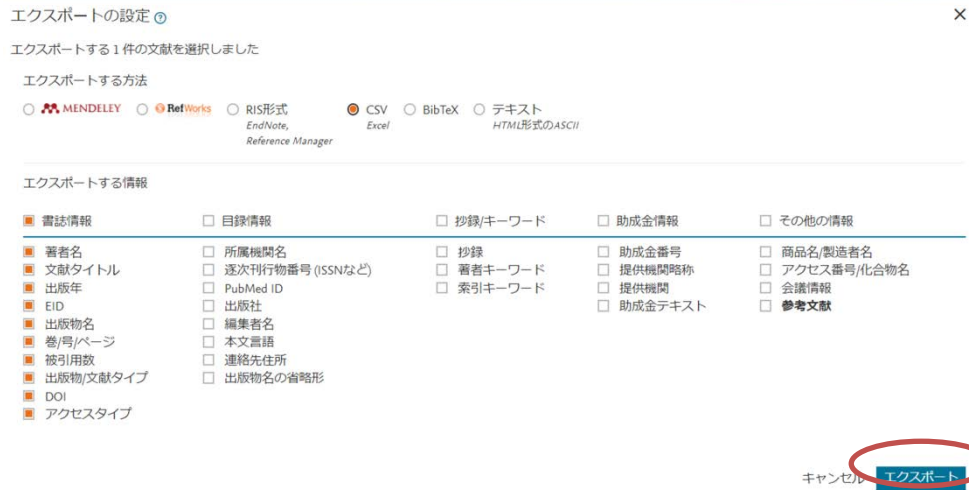 エクスポートの設定 ?
エクスポートする1件の文献を選択しました
エクスポートする方法
MENDELEY RefWorks RIS形式 CSV BibTeX テキスト
EndNote, Excel HTML形式のASCII
Reference Manager
エクスポートする情報
書誌情報 目録情報 抄録/キーワード 助成金情報 その他の情報
著者名 所属機関名 抄録 助成金番号 商品名/製造者名
文献タイトル 逐次刊行物番号 (ISSNなど) 著者キーワード 提供機関略称 アクセス番号/化合物名
出版年 PubMed ID 索引キーワード 提供機関 会議情報
EID 出版社 助成金テキスト 参考文献
出版物名 編集者名
巻/号/ページ 本文言語
被引用数 連絡先住所
出版物/文献タイプ 出版物名の省略形
DOI
アクセスタイプ
キャンセル エクスポート